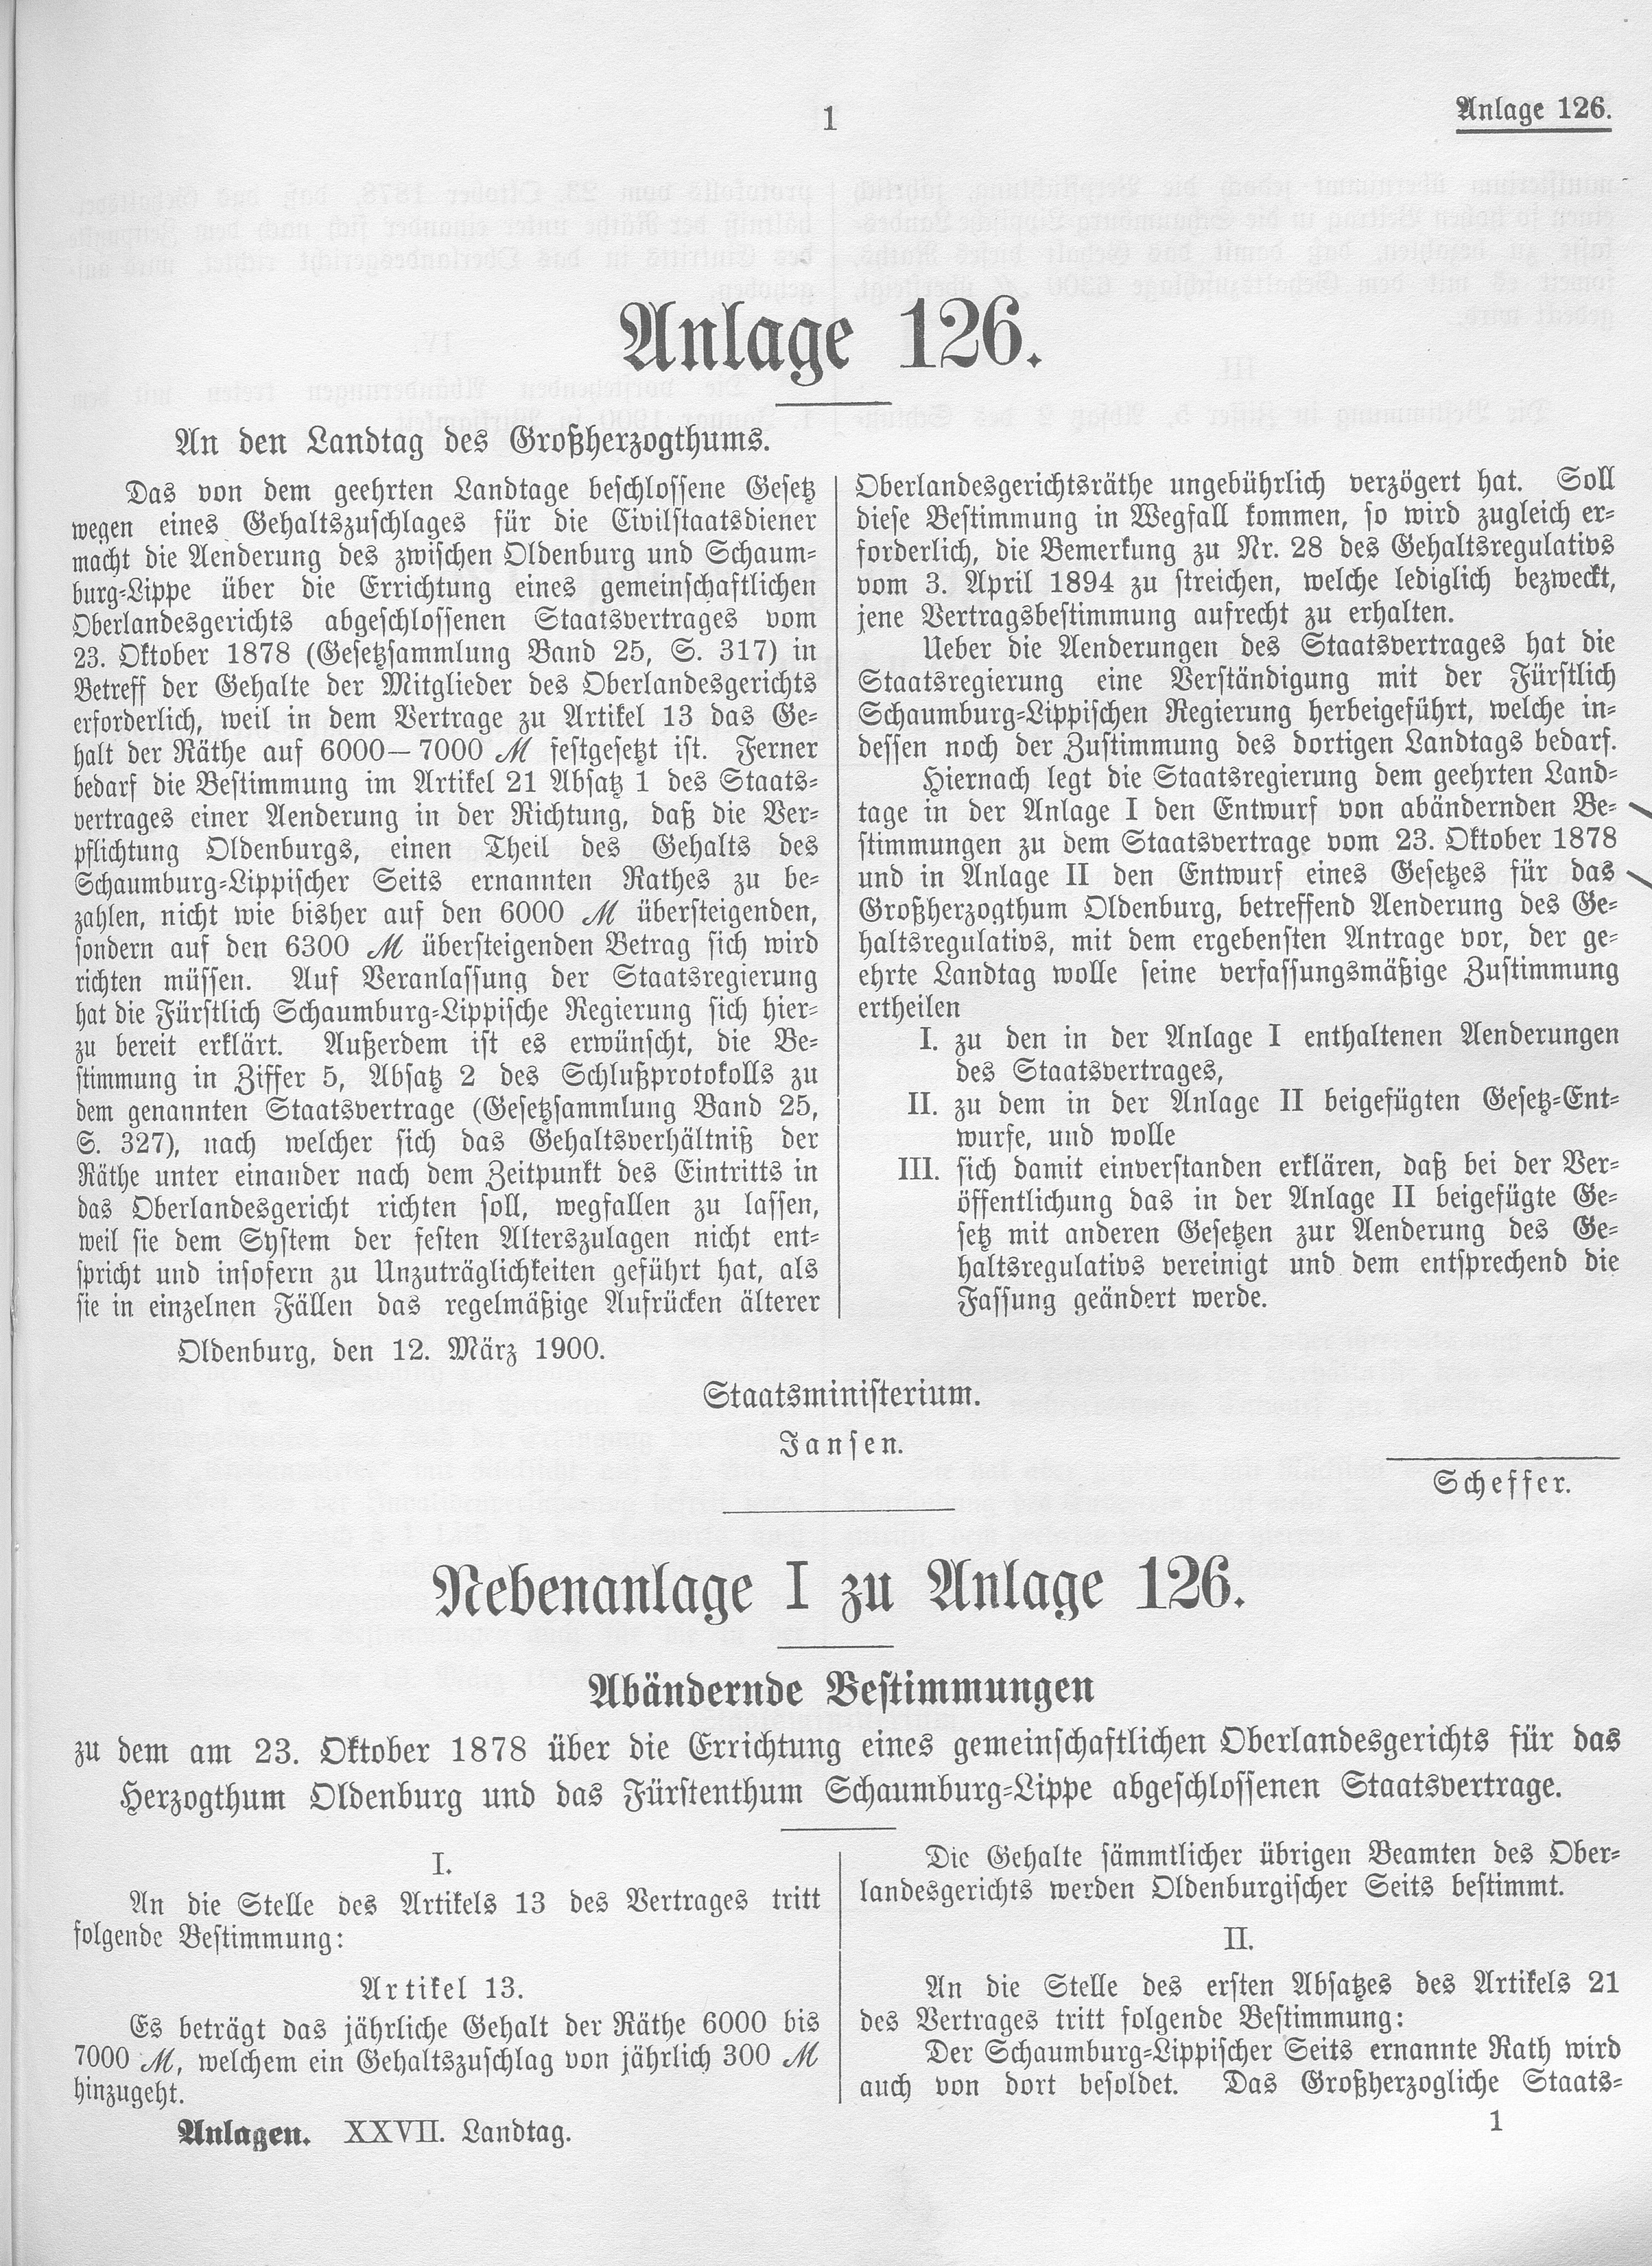 1
Anlage 126.
Anlage 126.
An den Landtag des Großherzogthums.
Das von dem geehrten Landtage beschlossene Gesetz
wegen eines Gehaltszuschlages für die Civilstaatsdiener
macht die Aenderung des zwischen Oldenburg und Schaum-
burg-Lippe über die Errichtung eines gemeinschaftlichen
Oberlandesgerichts abgeschlossenen Staatsvertrages vom
23. Oktober 1878 (Gesetzsammlung Band 25, S. 317) in
Betreff der Gehalte der Mitglieder des Oberlandesgerichts
erforderlich, weil in dem Vertrage zu Artikel 13 das Ge-
halt der Räthe auf 6000—7000 M festgesetzt ist. Ferner
bedarf die Bestimmung im Artikel 21 Absatz 1 des Staats-
vertrages einer Aenderung in der Richtung, daß die Ver-
pflichtung Oldenburgs, einen Theil des Gehalts des
Schaumburg-Lippischer Seits ernannten Rathes zu be-
zahlen, nicht wie bisher auf den 6000 M übersteigenden,
sondern auf den 6300 M übersteigenden Betrag sich wird
richten müssen. Auf Veranlassung der Staatsregierung
hat die Fürstlich Schaumburg-Lippische Regierung sich hier-
zu bereit erklärt. Außerdem ist es erwünscht, die Be-
stimmung in Ziffer 5, Absatz 2 des Schlußprotokolls zu
dem genannten Staatsvertrage (Gesetzsammlung Band 25,
S. 327), nach welcher sich das Gehaltsverhältniß der
Räthe unter einander nach dem Zeitpunkt des Eintritts in
das Oberlandesgericht richten soll, wegfallen zu lassen,
weil sie dem System der festen Alterszulagen nicht ent-
spricht und insofern zu Unzuträglichkeiten geführt hat, als
sie in einzelnen Fällen das regelmäßige Aufrücken älterer
Oberlandesgerichtsräthe ungebührlich verzögert hat. Soll
diese Bestimmung in Wegfall kommen, so wird zugleich er-
forderlich, die Bemerkung zu Nr. 28 des Gehaltsregulativs
vom 3. April 1894 zu streichen, welche lediglich bezweckt,
jene Vertragsbestimmung aufrecht zu erhalten.
Ueber die Aenderungen des Staatsvertrages hat die
Staatsregierung eine Verständigung mit der Fürstlich
Schaumburg-Lippischen Regierung herbeigeführt, welche in-
dessen noch der Zustimmung des dortigen Landtags bedarf.
Hiernach legt die Staatsregierung dem geehrten Land-
tage in der Anlage I den Entwurf von abändernden Be-
stimmungen zu dem Staatsvertrage vom 23. Oktober 1878
und in Anlage II den Entwurf eines Gesetzes für das
Großherzogthum Oldenburg, betreffend Aenderung des Ge-
haltsregulativs, mit dem ergebensten Antrage vor, der ge-
ehrte Landtag wolle seine verfassungsmäßige Zustimmung
ertheilen
I. zu den in der Anlage I enthaltenen Aenderungen
des Staatsvertrages,
II. zu dem in der Anlage II beigefügten Gesetz-Ent-
wurfe, und wolle
III. sich damit einverstanden erklären, daß bei der Ver-
öffentlichung das in der Anlage II beigefügte Ge-
setz mit anderen Gesetzen zur Aenderung des Ge-
haltsregulativs vereinigt und dem entsprechend die
Fassung geändert werde.
Oldenburg, den 12. März 1900.
Staatsministerium.
Jansen.
Scheffer.
Nebenanlage I zu Anlage 126.
Abändernde Bestimmungen
zu dem am 23. Oktober 1878 über die Errichtung eines gemeinschaftlichen Oberlandesgerichts für das
Herzogthum Oldenburg und das Fürstenthum Schaumburg-Lippe abgeschlossenen Staatsvertrage.
I.
An die Stelle des Artikels 13 des Vertrages tritt
folgende Bestimmung:
Artikel 13.
Es beträgt das jährliche Gehalt der Räthe 6000 bis
7000 M, welchem ein Gehaltszuschlag von jährlich 300 M
hinzugeht.
Die Gehalte sämmtlicher übrigen Beamten des Ober-
landesgerichts werden Oldenburgischer Seits bestimmt.
II.
An die Stelle des ersten Absatzes des Artikels 21
des Vertrages tritt folgende Bestimmung:
Der Schaumburg-Lippischer Seits ernannte Rath wird
auch von dort besoldet. Das Großherzogliche Staats-
Anlagen. XXVII. Landtag.
1